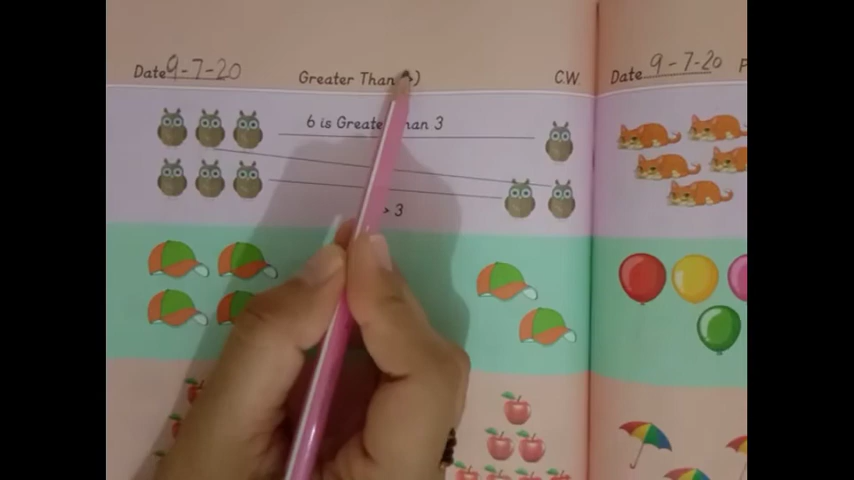 Date 9-7-20
Greater Than >)
C.W.
6 is Greater Than 3
> 3
Date 9-7-20
P